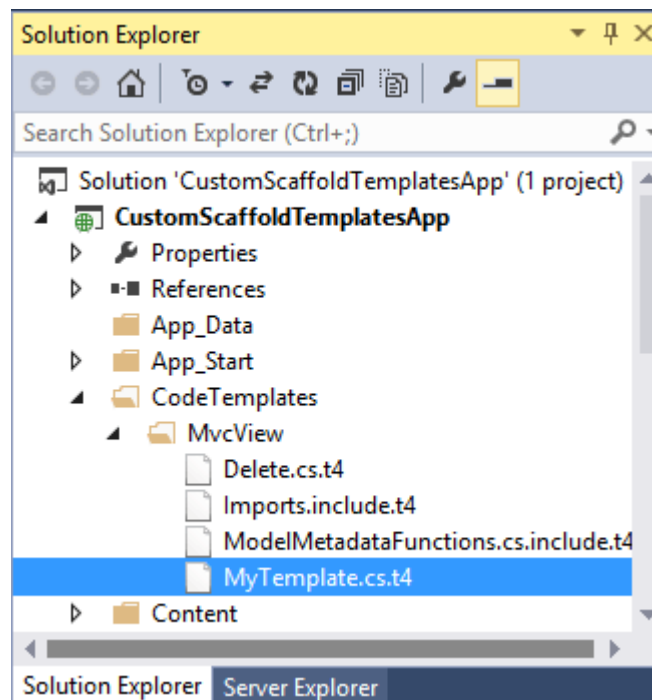 Solution Explorer
Search Solution Explorer (Ctrl+;)
Solution 'CustomScaffoldTemplatesApp' (1 project)
CustomScaffoldTemplatesApp
Properties
References
App_Data
App_Start
CodeTemplates
MvcView
Delete.cs.t4
Imports.include.t4
ModelMetadataFunctions.cs.include.t4
MyTemplate.cs.t4
Content
Solution Explorer Server Explorer